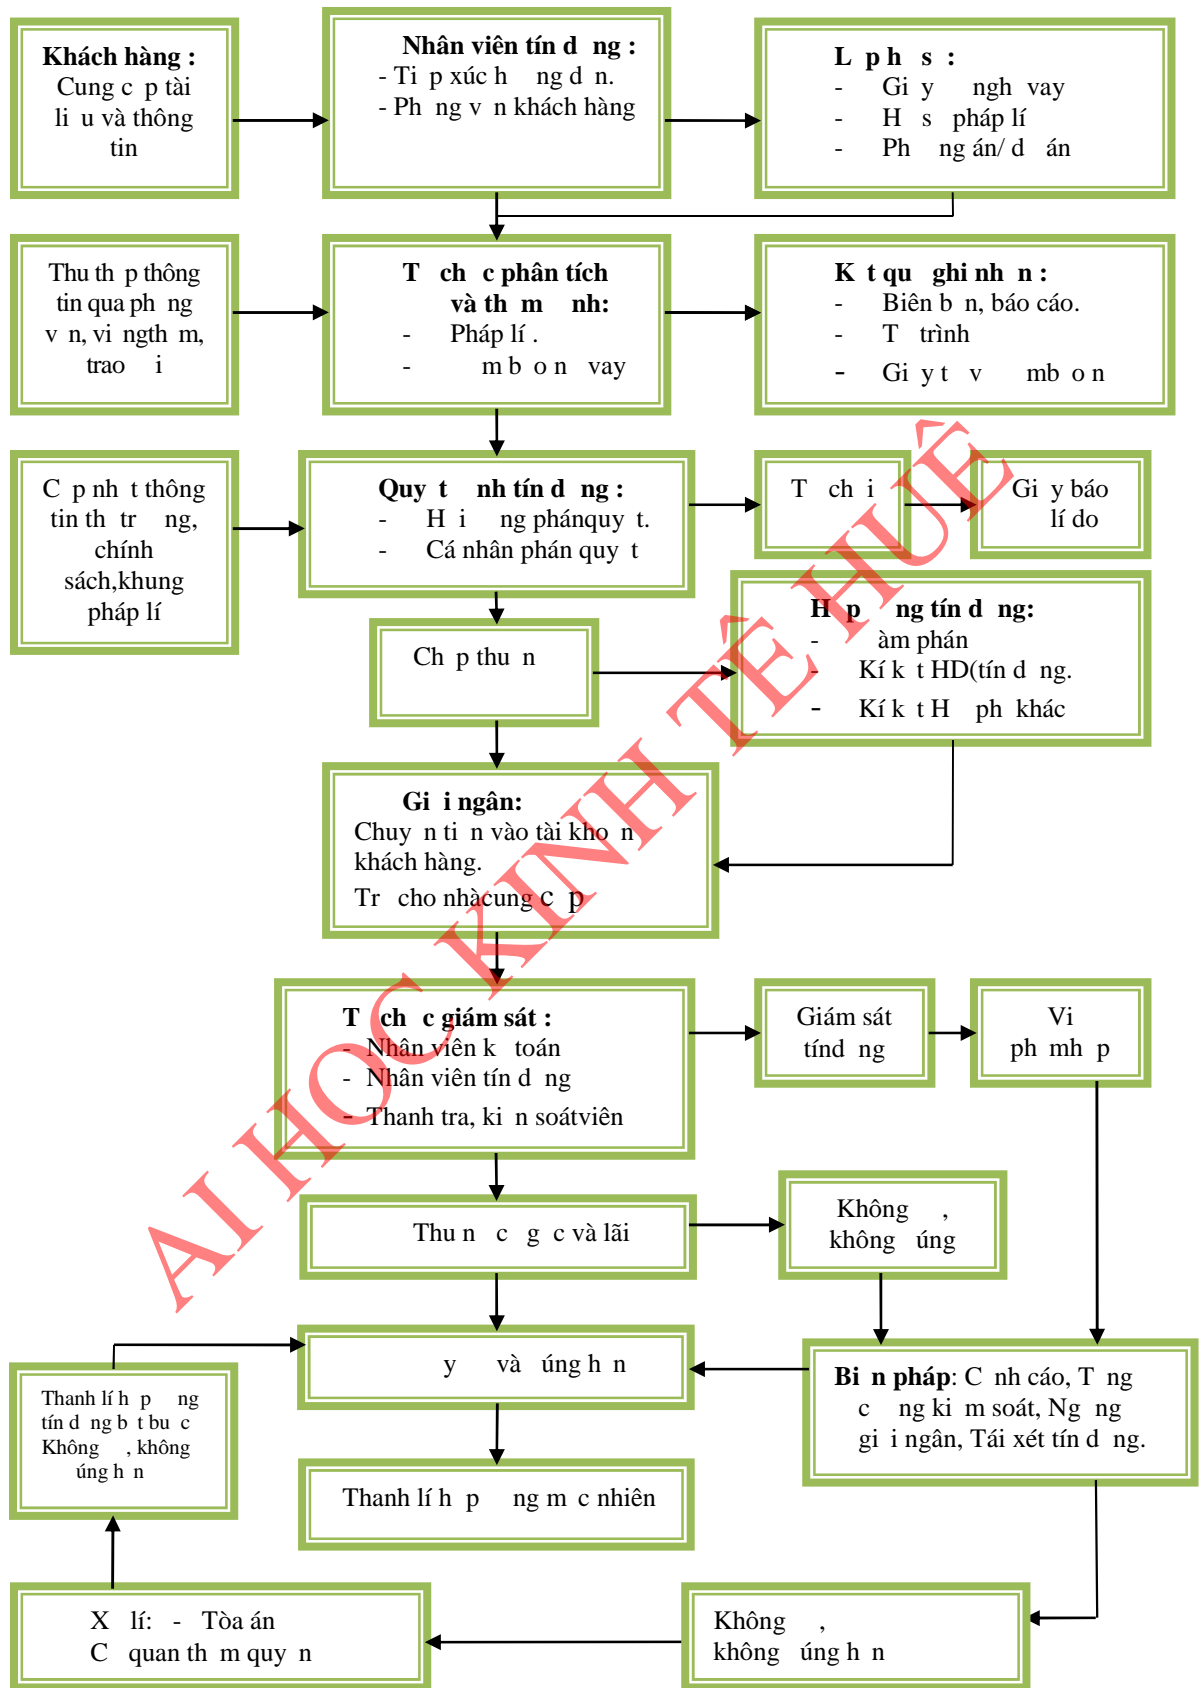 Khách hàng :
Cung c p tài
li u và thông
tin
Nhân viên tín d ng :
- Ti p xúc h ng d n.
- Ph ng v n khách hàng
L p h s :
- Gi y ngh vay
- H s pháp lí
- Ph ng án/ d án
Thu th p thông
tin qua ph ng
v n, vi ngth m,
trao i
T ch c phân tích
và th m nh:
- Pháp lí .
- m b o n vay
K t qu ghi nh n :
- Biên b n, báo cáo.
- T trình
- Gi y t v mb o n
C p nh t thông
tin th tr ng,
chính
sách,khung
pháp lí
Quy t nh tín d ng :
- H i ng phánquy t.
- Cá nhân phán quy t
T ch i
Gi y báo
lí do
Ch p thu n
H p ng tín d ng:
- àm phán
- Kí k t HD(tín d ng.
- Kí k t H ph khác
Gi i ngân:
Chuy n ti n vào tài kho n
khách hàng.
Tr cho nhàcung c p
T ch c giám sát :
- Nhân viên k toán
- Nhân viên tín d ng
- Thanh tra, ki n soátviên
Giám sát
tínd ng
Vi
ph mh p
Thu n c g c và lãi
Không ,
không úng
y và úng h n
Bi n pháp: C nh cáo, T ng
c ng ki m soát, Ng ng
gi i ngân, Tái xét tín d ng.
Thanh lí h p ng
tín d ng b t bu c
Không , không
úng h n
Thanh lí h p ng m c nhiên
X lí: - Tòa án
C quan th m quy n
Không ,
không úng h n
AI HOC KINH TẾ HUẾ